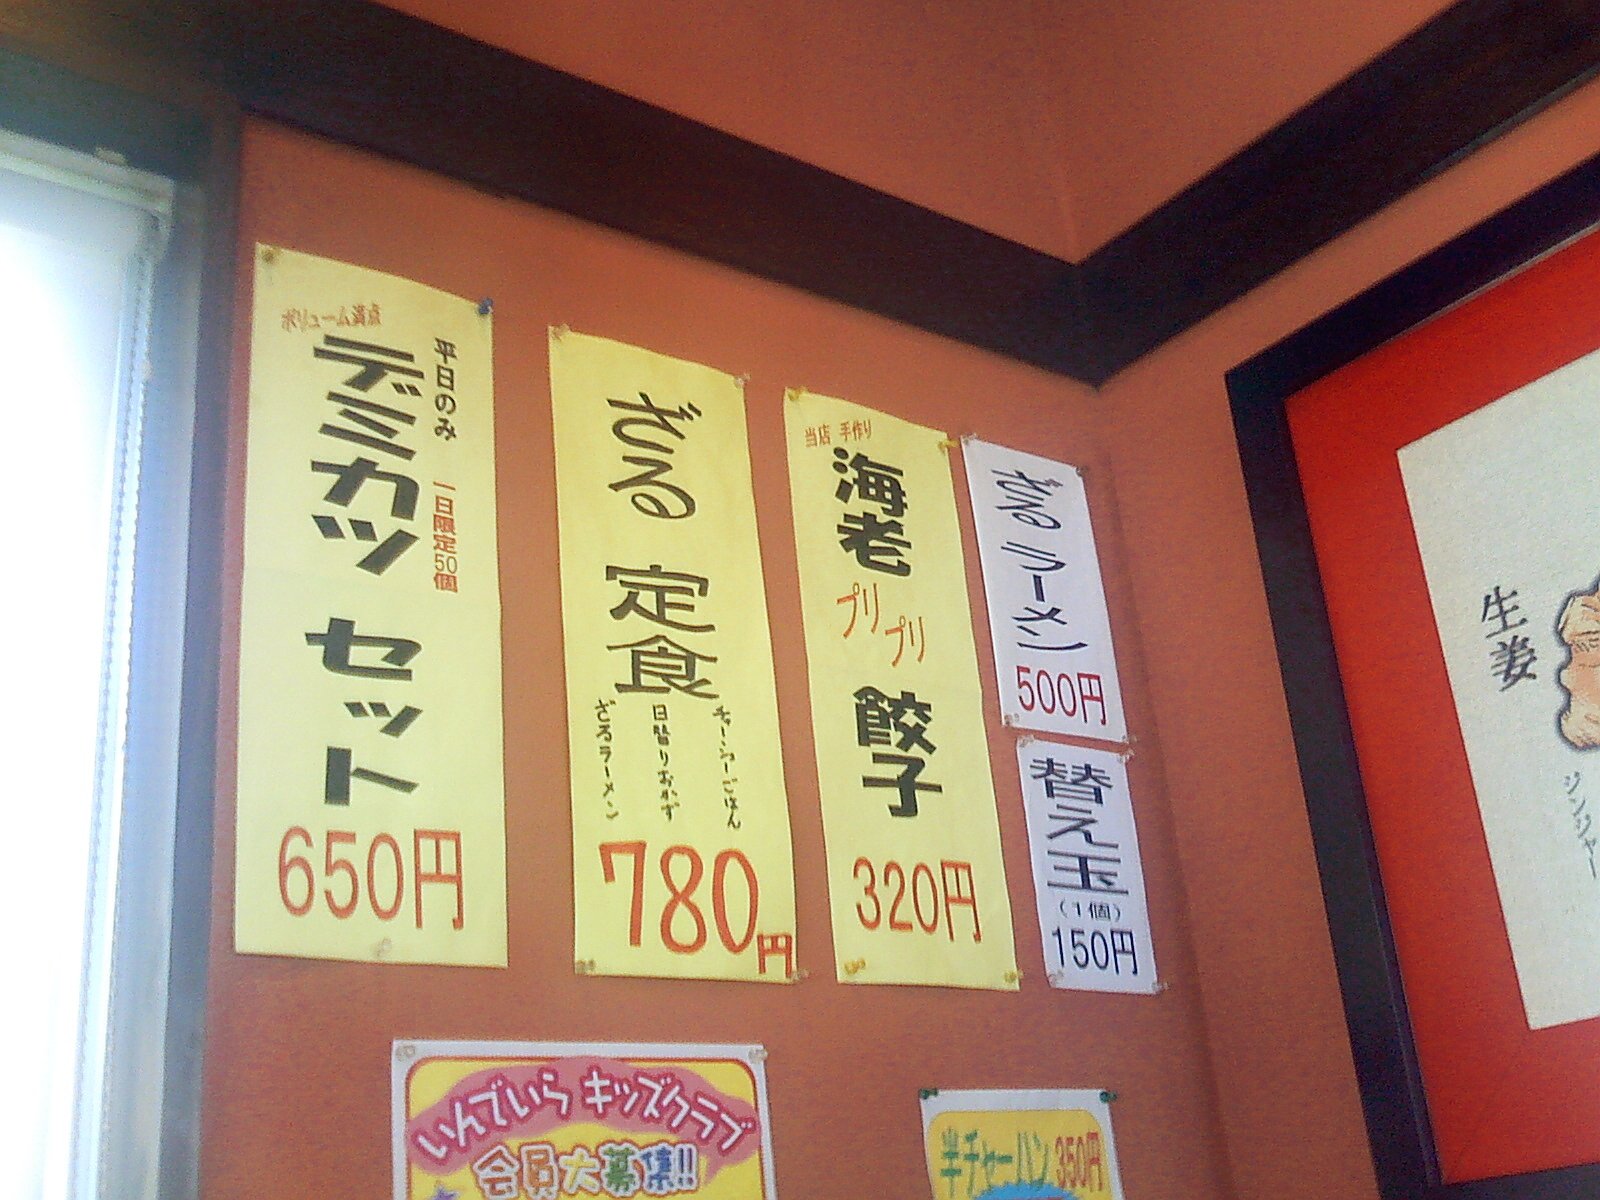 ボリューム満点
平日のみ 一日限定50個
デミカツ セット
650円
ざる 定食
チャーシューごはん
日替りおかず
ざるラーメン
780円
当店 手作り
海老
プリプリ
餃子
320円
ざるラーメン
500円
替え玉
(1個)
150円
生姜
ジンジャー
いんでいら キッズクラブ
会員大募集!!
半チャーハン 350円